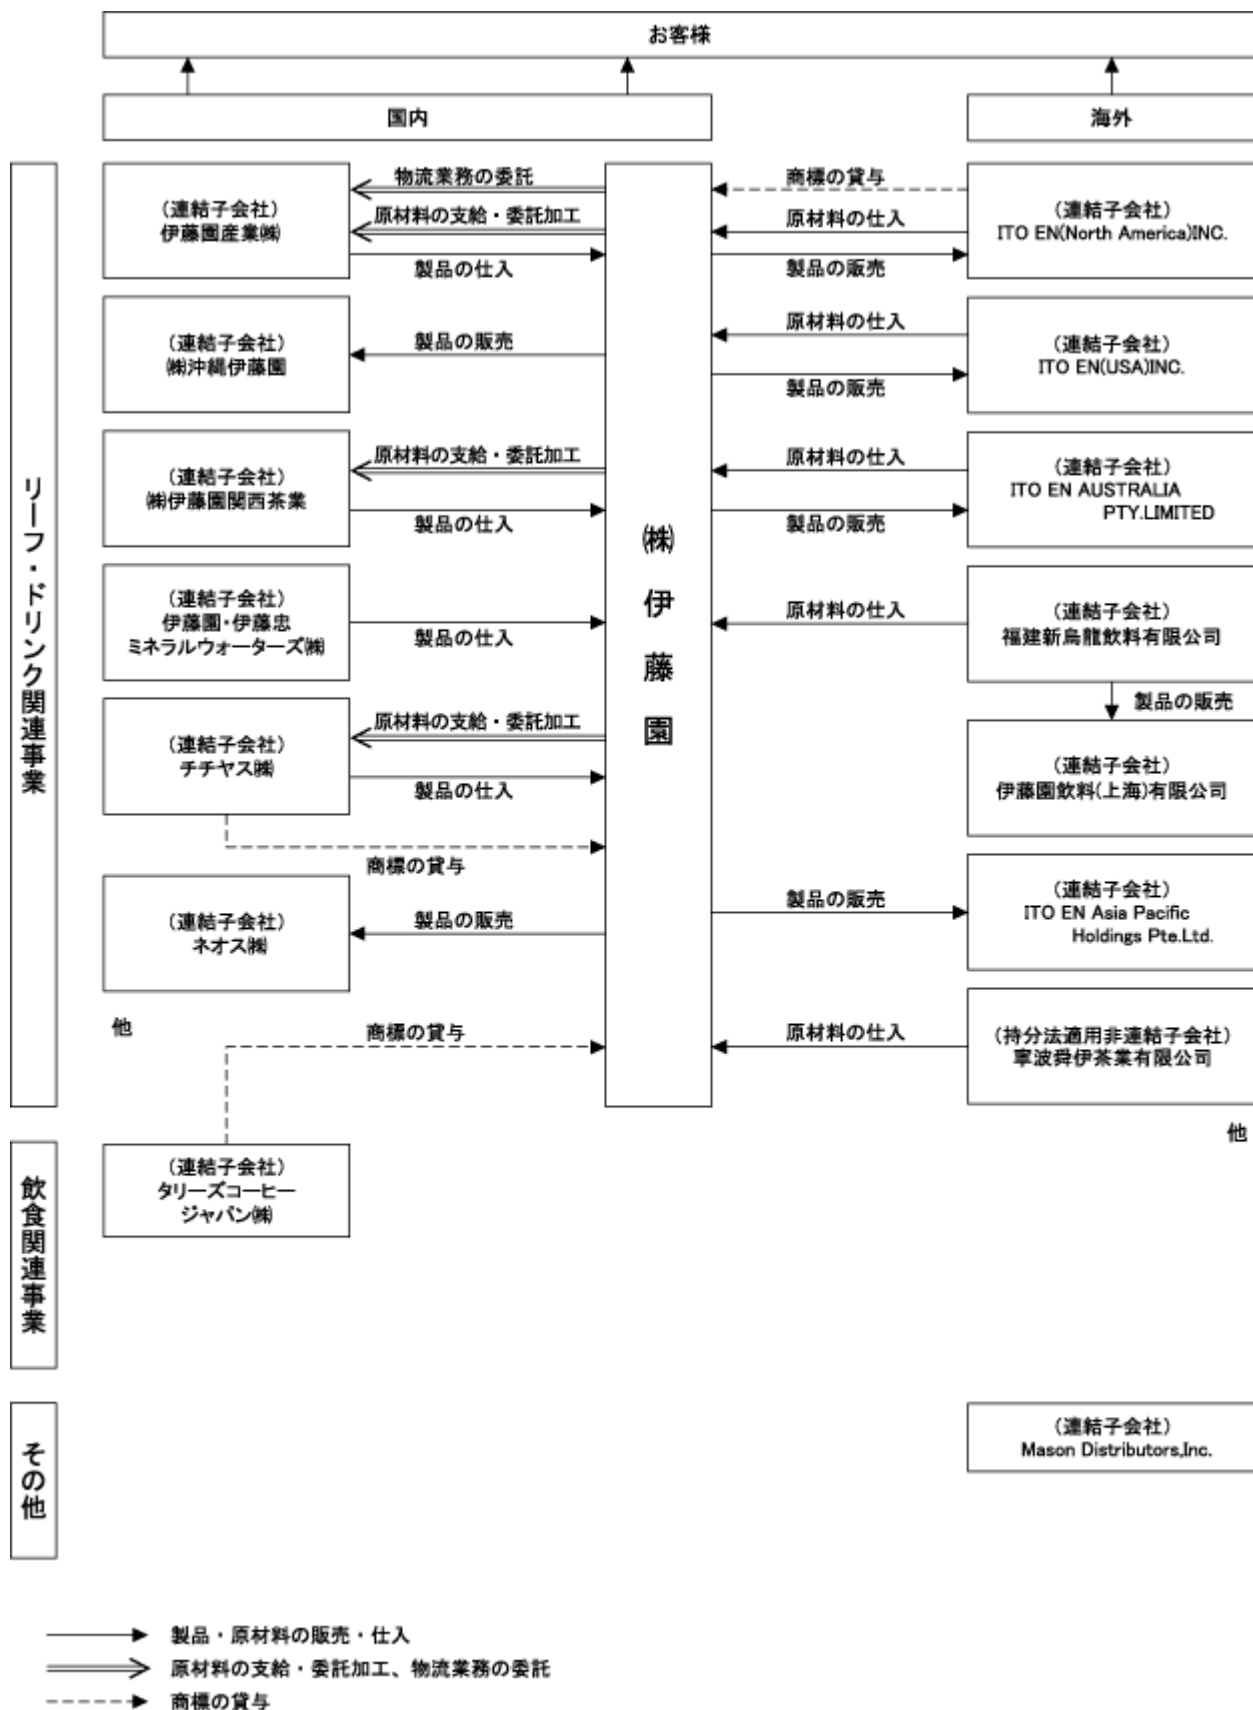 お客様
国内
海外
リーフ・ドリンク関連事業
(連結子会社)
伊藤園産業㈱
物流業務の委託
原材料の支給・委託加工
製品の仕入
(連結子会社)
㈱沖縄伊藤園
製品の販売
(連結子会社)
㈱伊藤園関西茶業
原材料の支給・委託加工
製品の仕入
(連結子会社)
伊藤園・伊藤忠
ミネラルウォーターズ㈱
製品の仕入
(連結子会社)
チチヤス㈱
原材料の支給・委託加工
製品の仕入
商標の貸与
(連結子会社)
ネオス㈱
製品の販売
他
商標の貸与
㈱伊藤園
商標の貸与
原材料の仕入
製品の販売
(連結子会社)
ITO EN(North America)INC.
原材料の仕入
製品の販売
(連結子会社)
ITO EN(USA)INC.
原材料の仕入
製品の販売
(連結子会社)
ITO EN AUSTRALIA
PTY.LIMITED
原材料の仕入
(連結子会社)
福建新烏龍飲料有限公司
製品の販売
(連結子会社)
伊藤園飲料(上海)有限公司
製品の販売
(連結子会社)
ITO EN Asia Pacific
Holdings Pte.Ltd.
原材料の仕入
(持分法適用非連結子会社)
寧波舜伊茶業有限公司
他
飲食関連事業
(連結子会社)
タリーズコーヒー
ジャパン㈱
その他
(連結子会社)
Mason Distributors,Inc.
製品・原材料の販売・仕入
原材料の支給・委託加工、物流業務の委託
商標の貸与